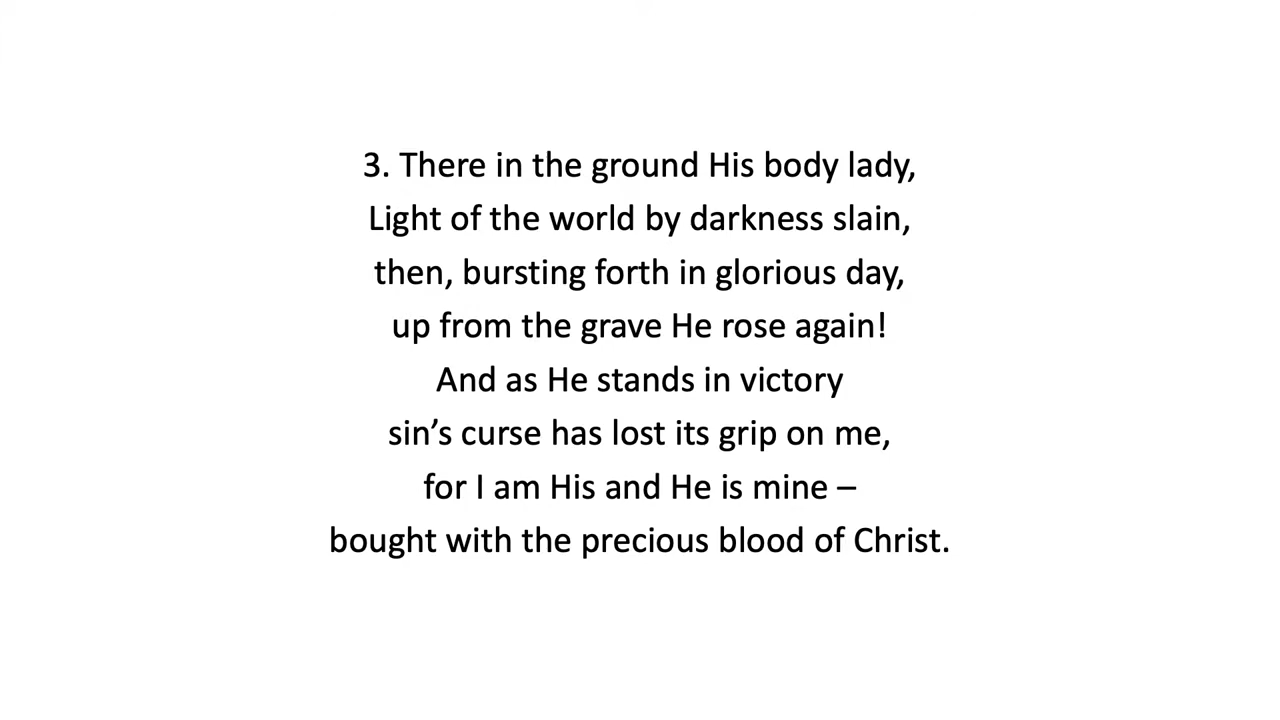 3. There in the ground His body lady,
Light of the world by darkness slain,
then, bursting forth in glorious day,
up from the grave He rose again!
And as He stands in victory
sin’s curse has lost its grip on me,
for I am His and He is mine –
bought with the precious blood of Christ.